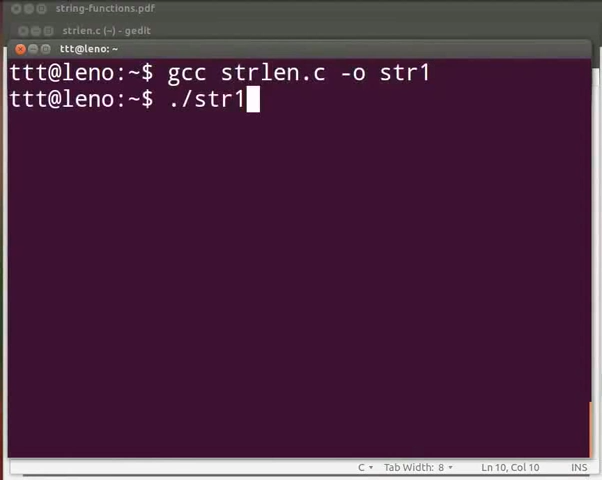 string-functions.pdf
strlen.c (~) - gedit
ttt@leno: ~
ttt@leno:~$ gcc strlen.c -o str1
ttt@leno:~$ ./str1
C Tab Width: 8 Ln 10, Col 10 INS